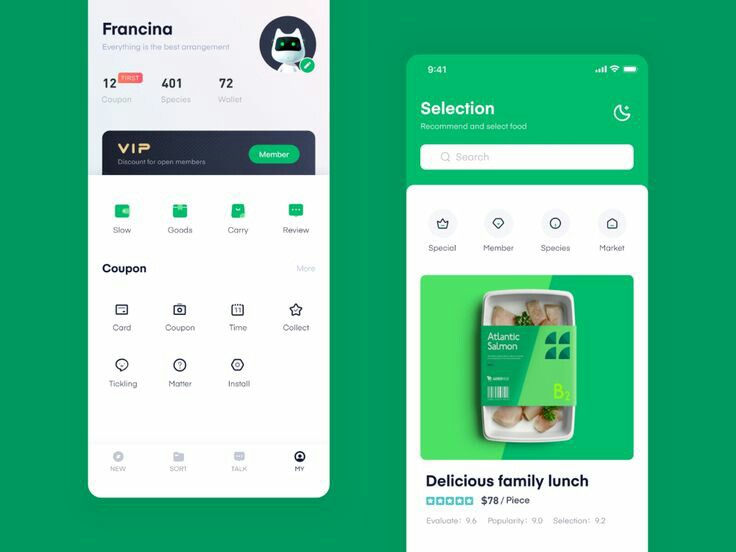 Francina
Everything is the best arrangement
12 FIRST 401 72
Coupon Species Wallet
VIP
Discount for open members
Member
Slow Goods Carry Review
Coupon More
11
Card Coupon Time Collect
Tickling Matter Install
NEW SORT TALK MY
9:41
Selection
Recommend and select food
Search
Special Member Species Market
Atlantic
Salmon
B2
Delicious family lunch
$78 / Piece
Evaluate: 9.6 Popularity: 9.0 Selection: 9.2